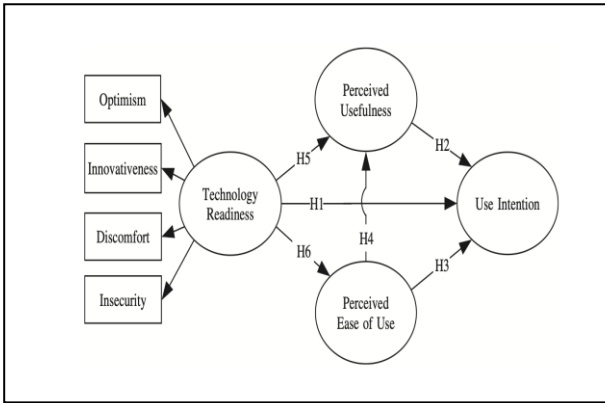 Optimism
Innovativeness
Discomfort
Insecurity
Technology
Readiness
Perceived
Usefulness
Perceived
Ease of Use
Use Intention
H5
H2
H1
H4
H6
H3